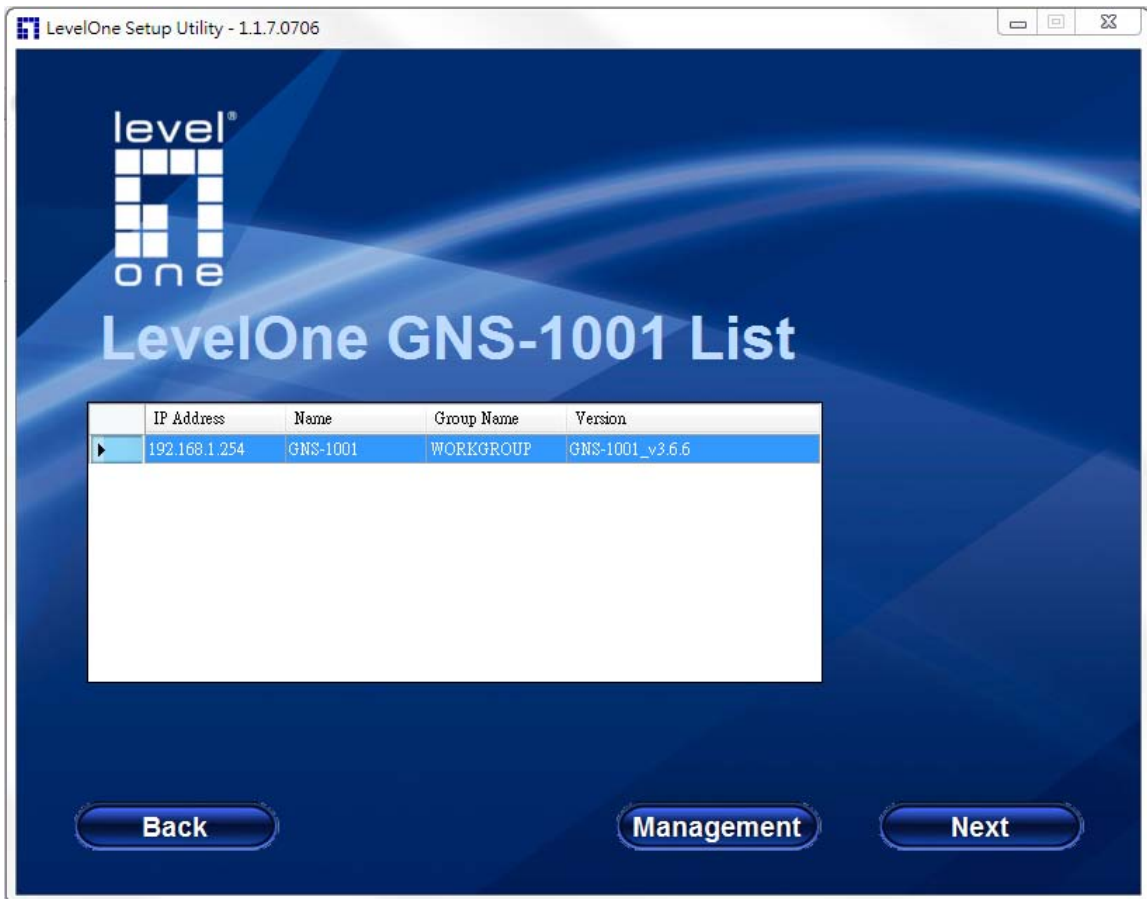 LevelOne Setup Utility - 1.1.7.0706
level®
one
LevelOne GNS-1001 List
IP Address Name Group Name Version
192.168.1.254 GNS-1001 WORKGROUP GNS-1001_v3.6.6
Back Management Next